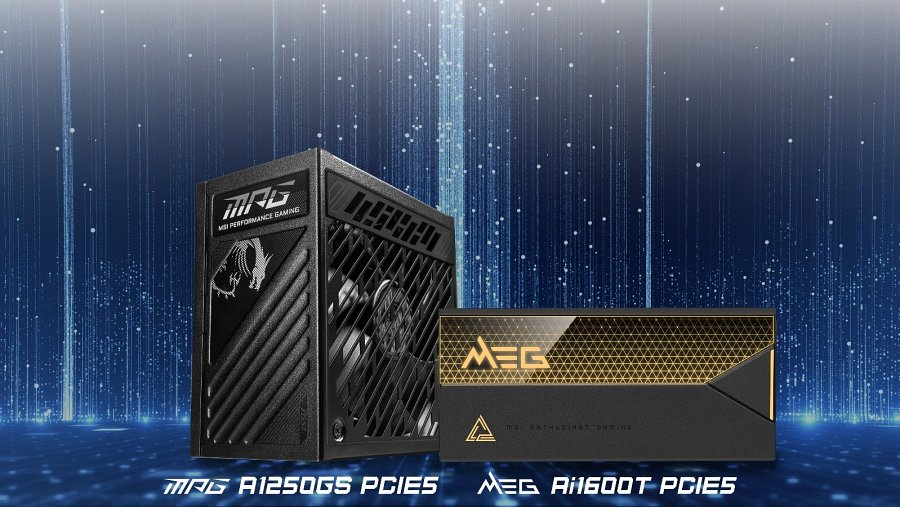 MPG
MSI PERFORMANCE GAMING
MEG
MSI ENTHUSIAST GAMING
MPG A1250GS PCIE5
MEG Ai1600T PCIE5